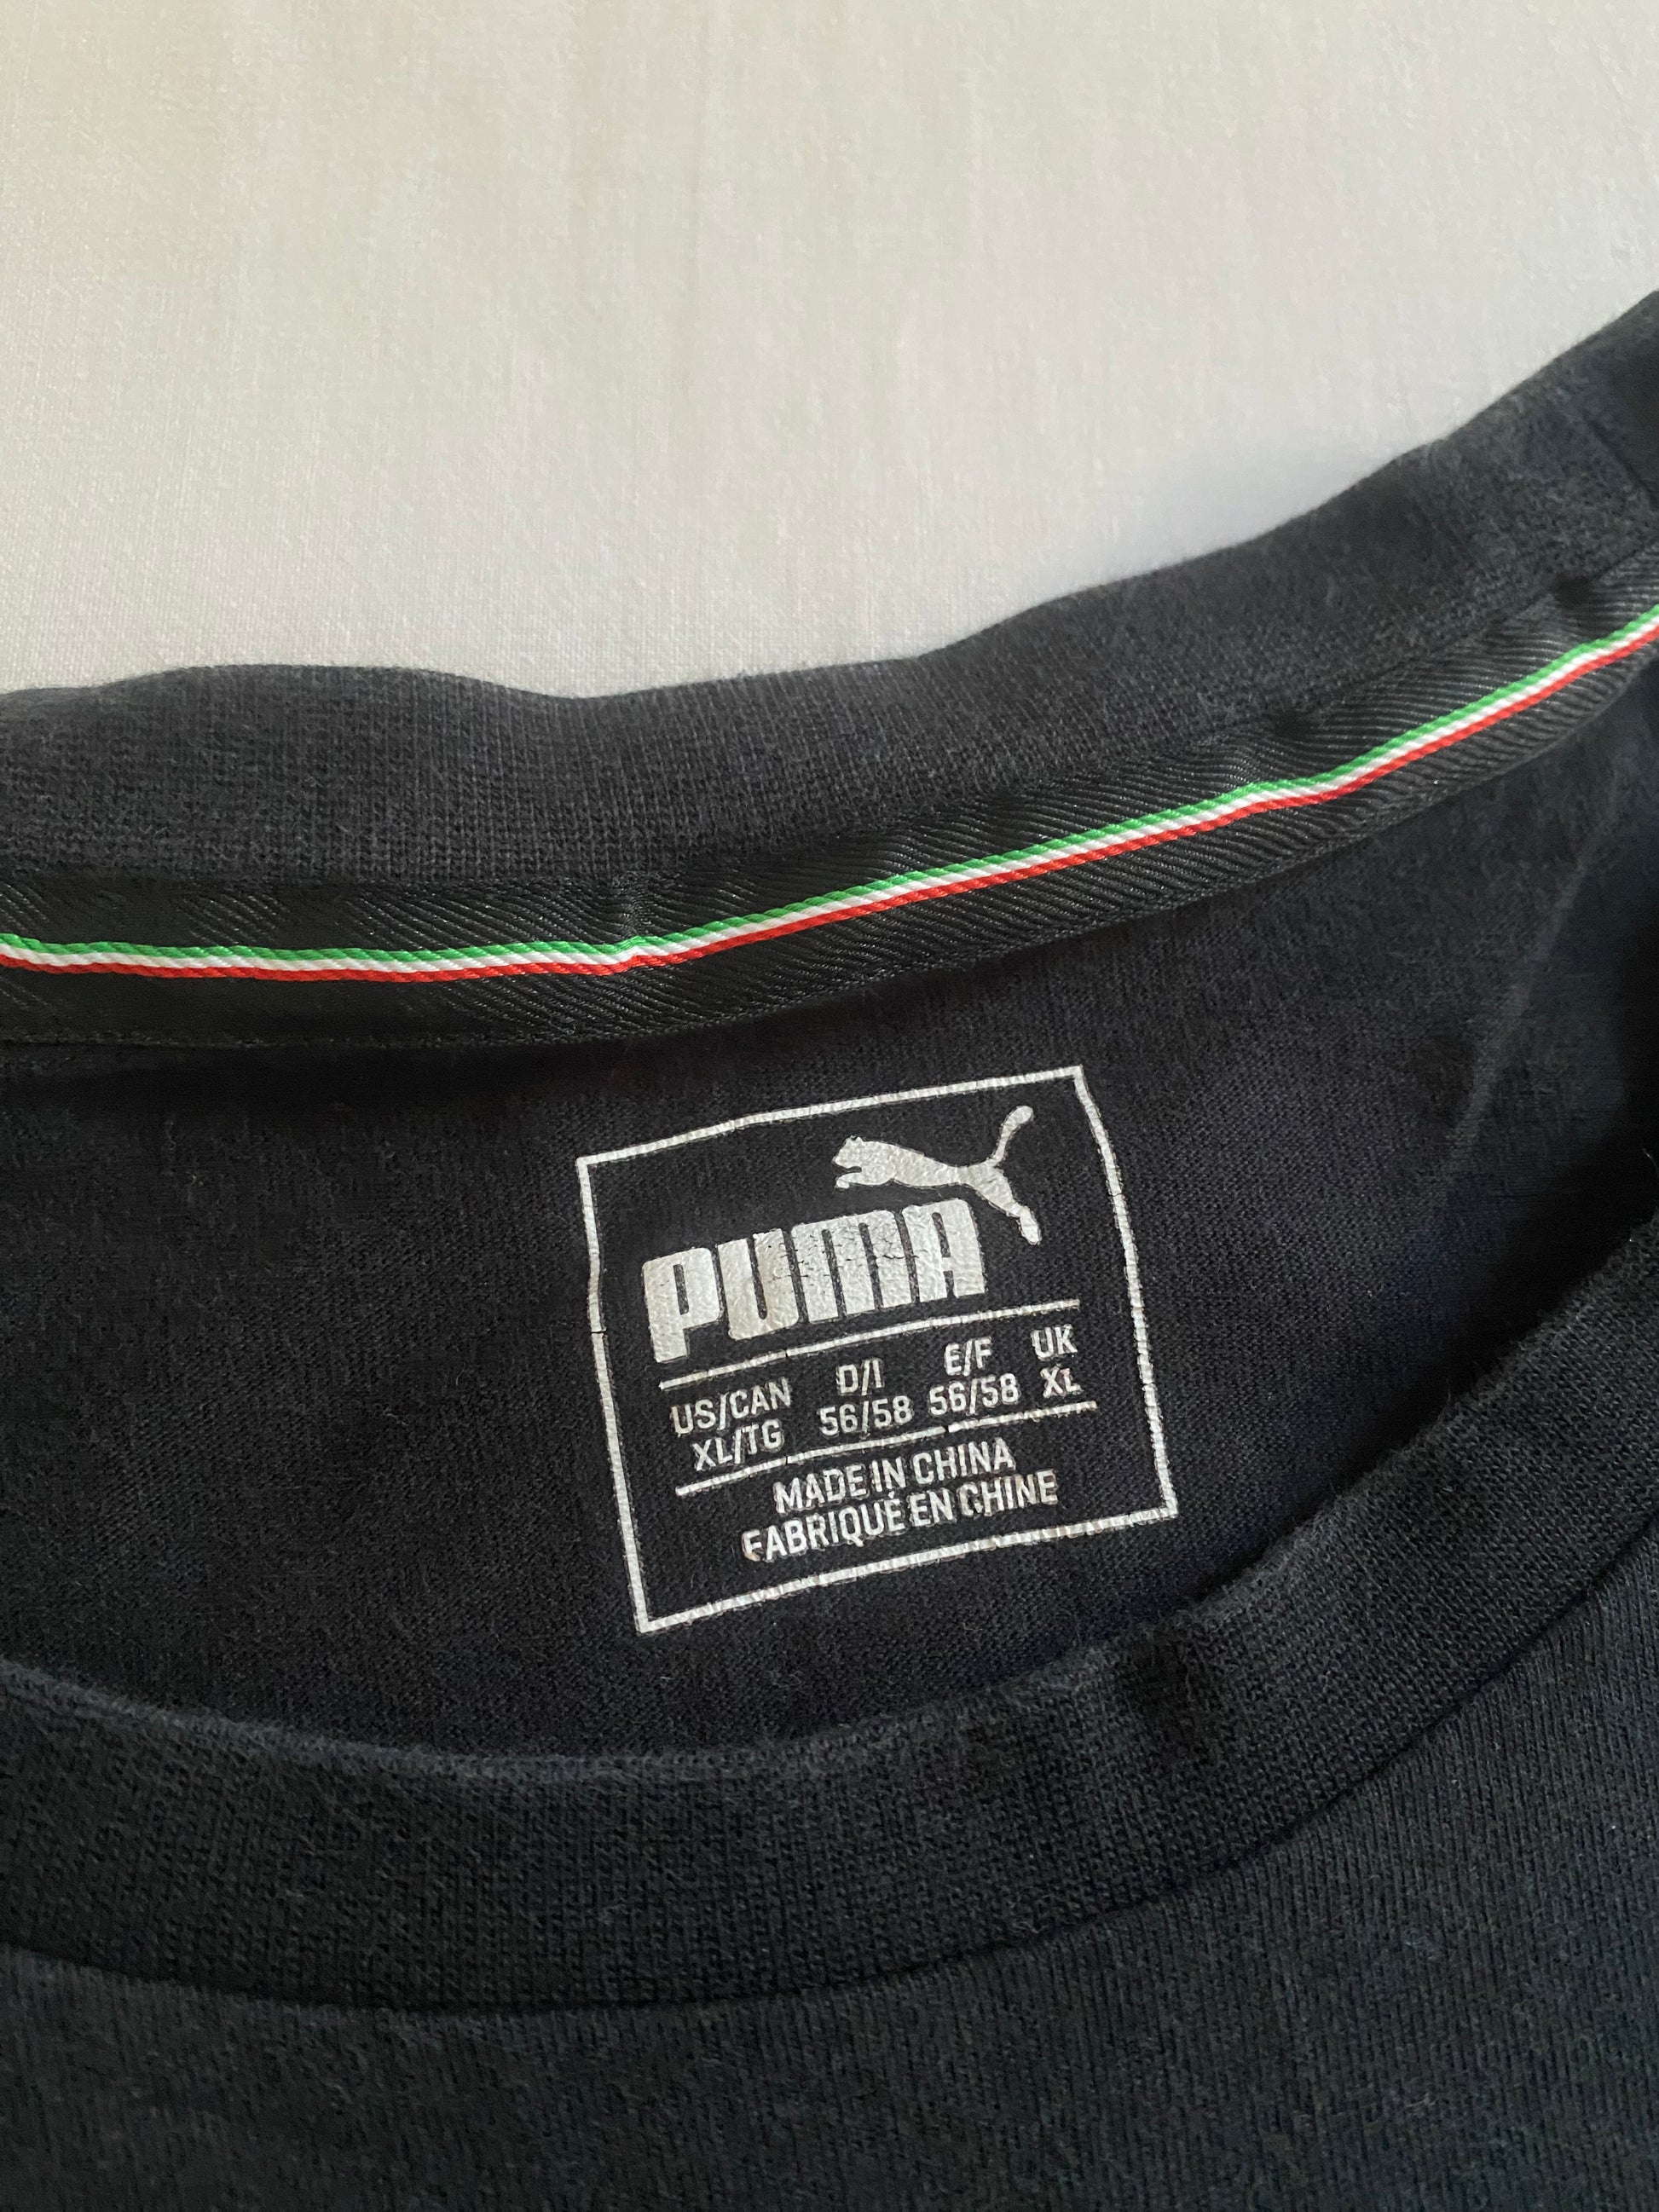 PUMA
US/CAN D/I E/F UK
XL/TG 56/58 56/58 XL
MADE IN CHINA
FABRIQUÉ EN CHINE